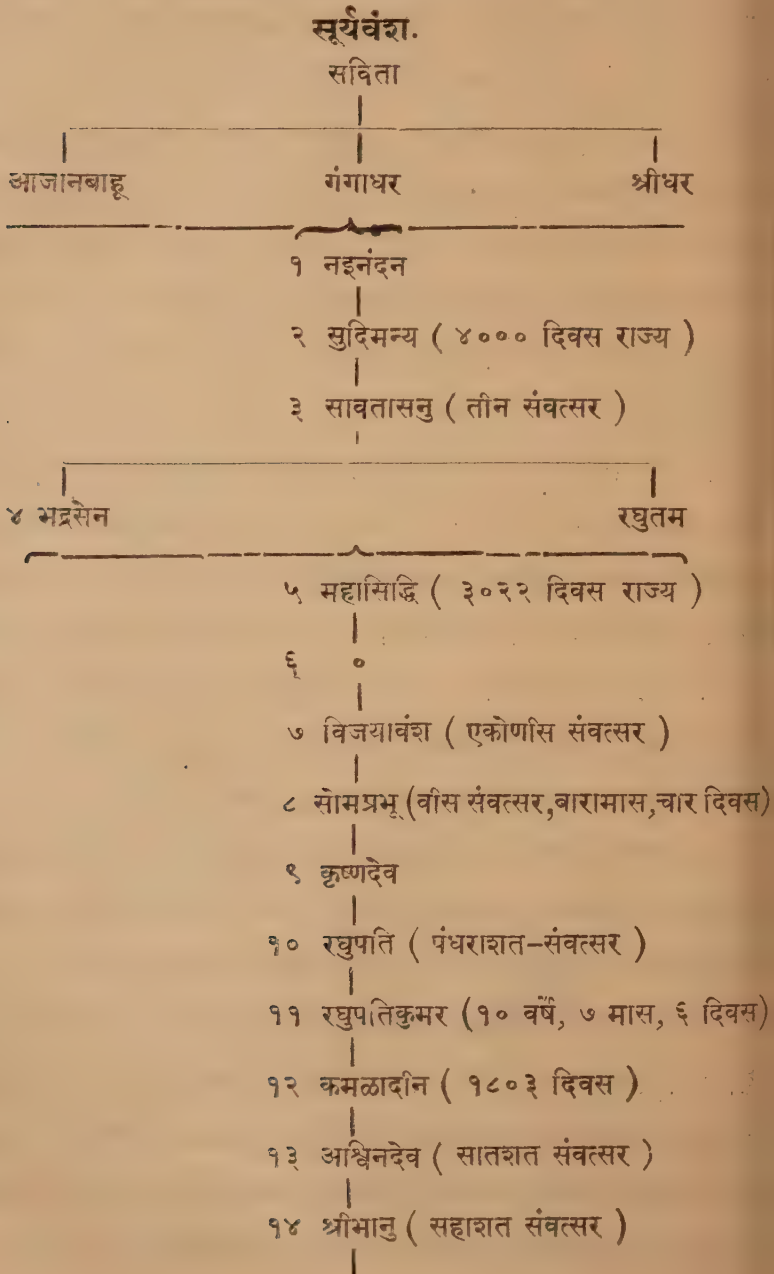 सूर्यवंश.
सविता
आजानबाहू गंगाधर श्रीधर
१ नइनंदन
२ सुदिमन्य ( ४००० दिवस राज्य )
३ सावतासनु ( तीन संवत्सर )
४ भद्रसेन रघुतम
५ महासिद्धि ( ३०२२ दिवस राज्य )
६ ०
७ विजयावंश ( एकोणीस संवत्सर )
८ सोमप्रभू (वीस संवत्सर,बारामास,चार दिवस)
९ कृष्णदेव
१० रघुपति ( पंधराशत-संवत्सर )
११ रघुपतिकुमर (१० वर्षें, ७ मास, ६ दिवस)
१२ कमळादीन ( १८०३ दिवस )
१३ अश्विनदेव ( सातशत संवत्सर )
१४ श्रीभानु ( सहाशत संवत्सर )